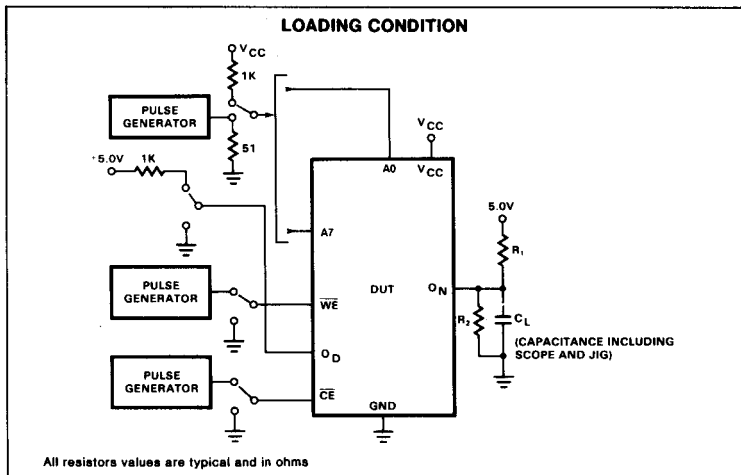 LOADING CONDITION
VCC
1K
PULSE
GENERATOR
51
+5.0V
1K
A0
VCC
VCC
5.0V
R1
A7
DUT
ON
R2
CL
(CAPACITANCE INCLUDING
SCOPE AND JIG)
PULSE
GENERATOR
WE
OD
PULSE
GENERATOR
CE
GND
All resistors values are typical and in ohms